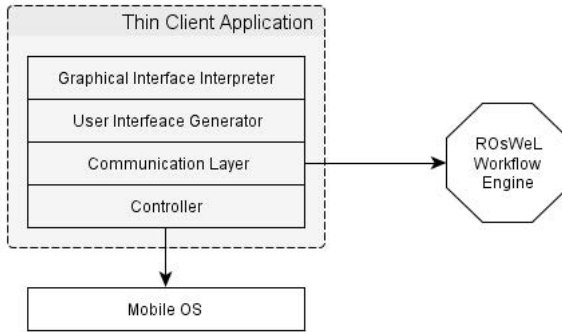 Thin Client Application
Graphical Interface Interpreter
User Interfeace Generator
Communication Layer
Controller
ROsWeL
Workflow
Engine
Mobile OS